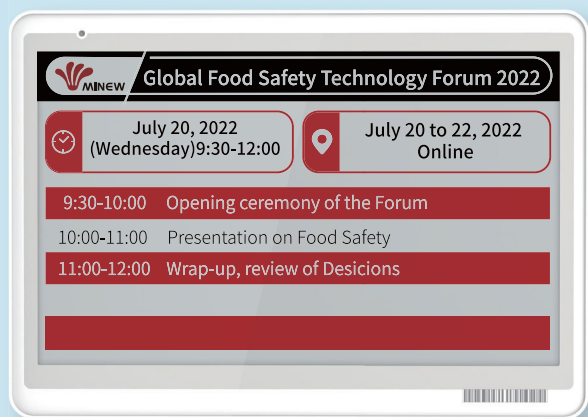 MINEW
Global Food Safety Technology Forum 2022
July 20, 2022
(Wednesday)9:30-12:00
July 20 to 22, 2022
Online
9:30-10:00 Opening ceremony of the Forum
10:00-11:00 Presentation on Food Safety
11:00-12:00 Wrap-up, review of Desicions